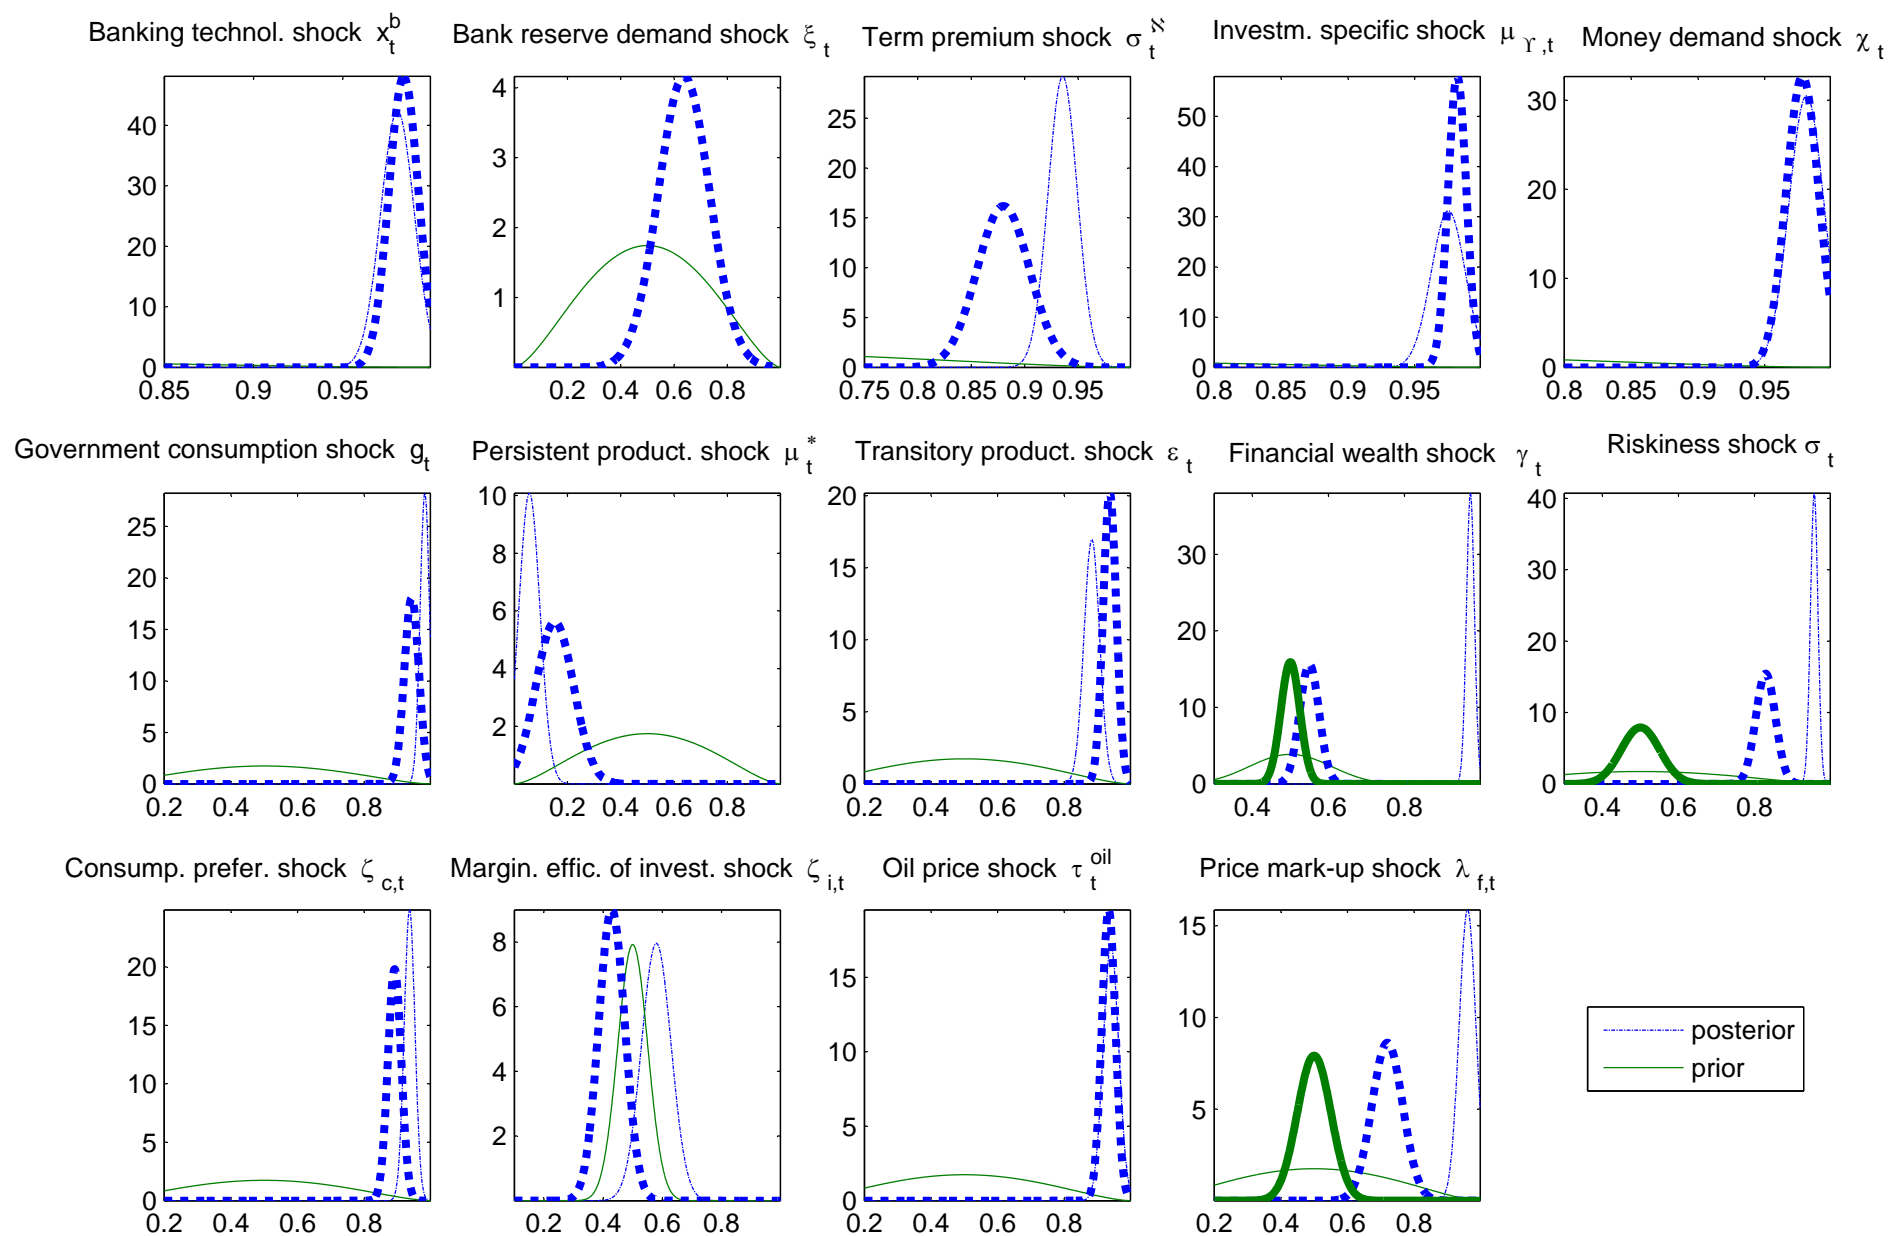 Banking technol. shock x_t^b
Bank reserve demand shock ξ_t
Term premium shock σ_t^ℵ
Investm. specific shock μ_ϒ,t
Money demand shock χ_t
40
30
20
10
0
0.85 0.9 0.95
4
3
2
1
0.2 0.4 0.6 0.8
25
20
15
10
5
0
0.75 0.8 0.85 0.9 0.95
50
40
30
20
10
0
0.8 0.85 0.9 0.95
30
20
10
0
0.8 0.85 0.9 0.95
Government consumption shock g_t
Persistent product. shock μ_t^*
Transitory product. shock ε_t
Financial wealth shock γ_t
Riskiness shock σ_t
25
20
15
10
5
0
0.2 0.4 0.6 0.8
10
8
6
4
2
0.2 0.4 0.6 0.8
20
15
10
5
0
0.2 0.4 0.6 0.8
30
20
10
0
0.4 0.6 0.8
40
30
20
10
0
0.4 0.6 0.8
Consump. prefer. shock ζ_c,t
Margin. effic. of invest. shock ζ_i,t
Oil price shock τ_t^oil
Price mark-up shock λ_f,t
20
15
10
5
0
0.2 0.4 0.6 0.8
8
6
4
2
0.2 0.4 0.6 0.8
15
10
5
0
0.2 0.4 0.6 0.8
15
10
5
0.2 0.4 0.6 0.8
posterior
prior